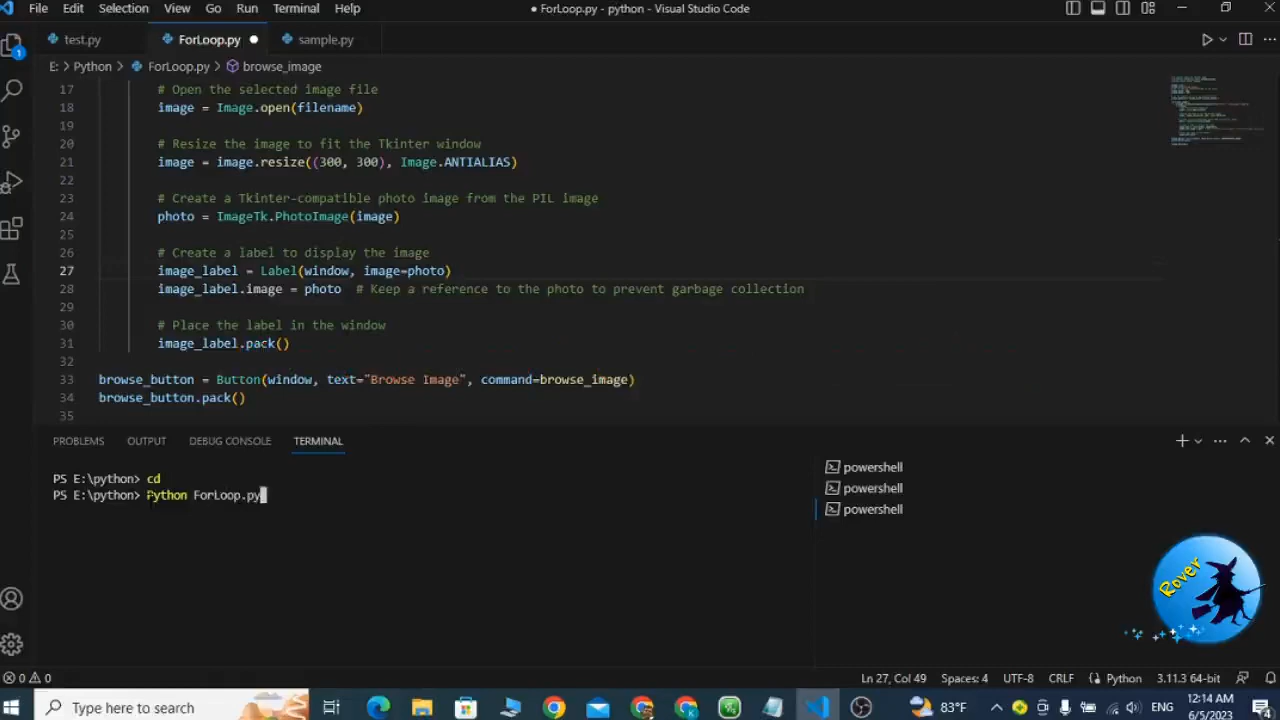 File Edit Selection View Go Run Terminal Help
● ForLoop.py - python - Visual Studio Code
test.py ForLoop.py ● sample.py
E: > Python > ForLoop.py > browse_image
1
17 # Open the selected image file
18 image = Image.open(filename)
19
20 # Resize the image to fit the Tkinter window
21 image = image.resize((300, 300), Image.ANTIALIAS)
22
23 # Create a Tkinter-compatible photo image from the PIL image
24 photo = ImageTk.PhotoImage(image)
25
26 # Create a label to display the image
27 image_label = Label(window, image=photo)
28 image_label.image = photo # Keep a reference to the photo to prevent garbage collection
29
30 # Place the label in the window
31 image_label.pack()
32
33 browse_button = Button(window, text="Browse Image", command=browse_image)
34 browse_button.pack()
35
PROBLEMS OUTPUT DEBUG CONSOLE TERMINAL
PS E:\python> cd
PS E:\python> Python ForLoop.py
powershell
powershell
powershell
Rover
0 0
Ln 27, Col 49 Spaces: 4 UTF-8 CRLF Python 3.11.3 64-bit
Type here to search
83°F
12:14 AM
6/5/2023